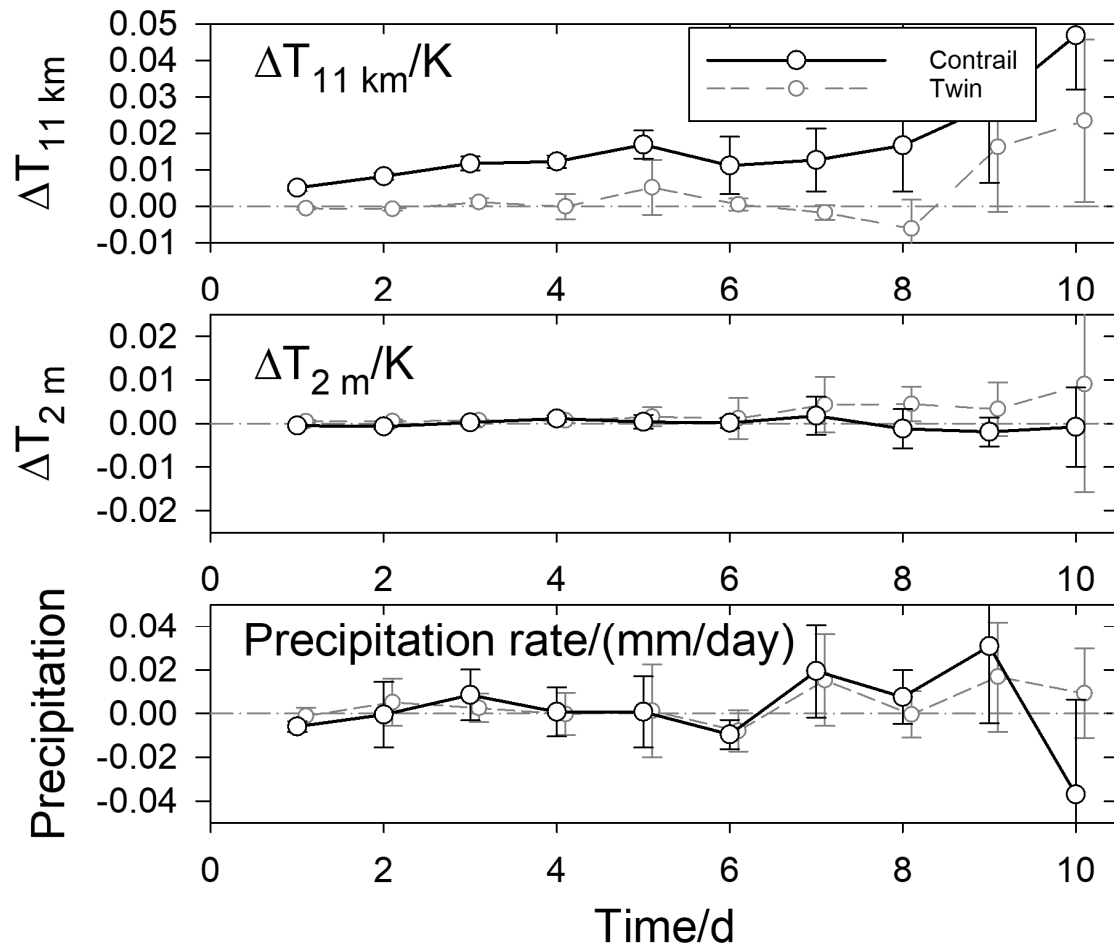 ΔT11 km
0.05
0.04
0.03
0.02
0.01
0.00
-0.01
ΔT11 km/K
Contrail
Twin
0 2 4 6 8 10
ΔT2 m
0.02
0.01
0.00
-0.01
-0.02
ΔT2 m/K
0 2 4 6 8 10
Precipitation
0.04
0.02
0.00
-0.02
-0.04
Precipitation rate/(mm/day)
0 2 4 6 8 10
Time/d